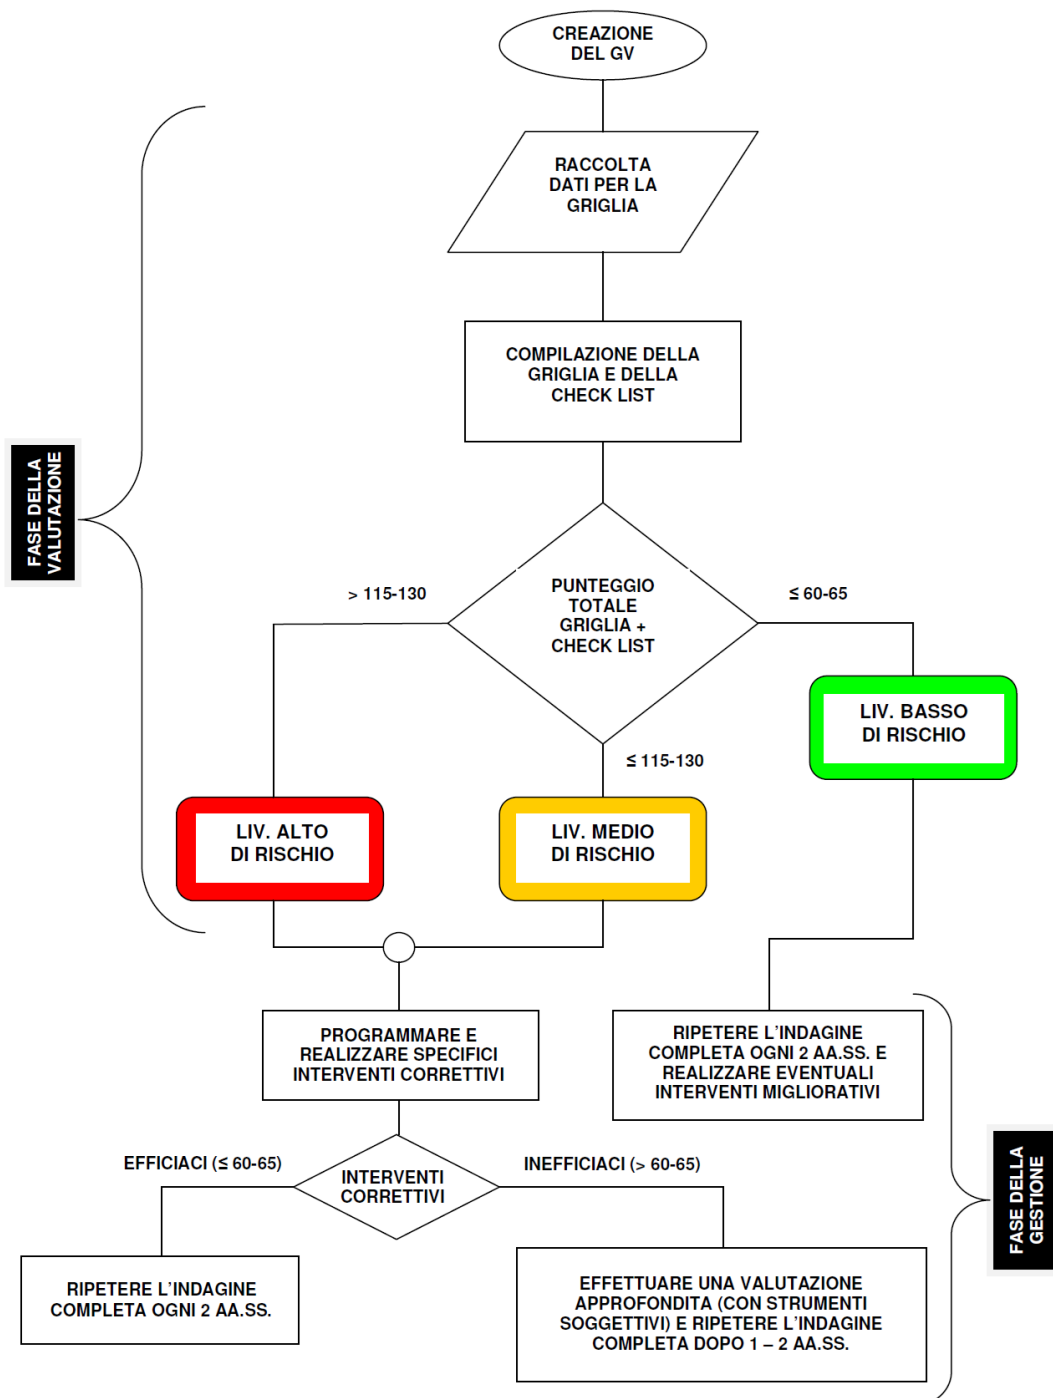 CREAZIONE
DEL GV
RACCOLTA
DATI PER LA
GRIGLIA
COMPILAZIONE DELLA
GRIGLIA E DELLA
CHECK LIST
FASE DELLA
VALUTAZIONE
PUNTEGGIO
TOTALE
GRIGLIA +
CHECK LIST
> 115-130
≤ 60-65
≤ 115-130
LIV. BASSO
DI RISCHIO
LIV. ALTO
DI RISCHIO
LIV. MEDIO
DI RISCHIO
PROGRAMMARE E
REALIZZARE SPECIFICI
INTERVENTI CORRETTIVI
RIPETERE L’INDAGINE
COMPLETA OGNI 2 AA.SS. E
REALIZZARE EVENTUALI
INTERVENTI MIGLIORATIVI
EFFICIACI (≤ 60-65)
INTERVENTI
CORRETTIVI
INEFFICIACI (> 60-65)
FASE DELLA
GESTIONE
RIPETERE L’INDAGINE
COMPLETA OGNI 2 AA.SS.
EFFETTUARE UNA VALUTAZIONE
APPROFONDITA (CON STRUMENTI
SOGGETTIVI) E RIPETERE L’INDAGINE
COMPLETA DOPO 1 – 2 AA.SS.